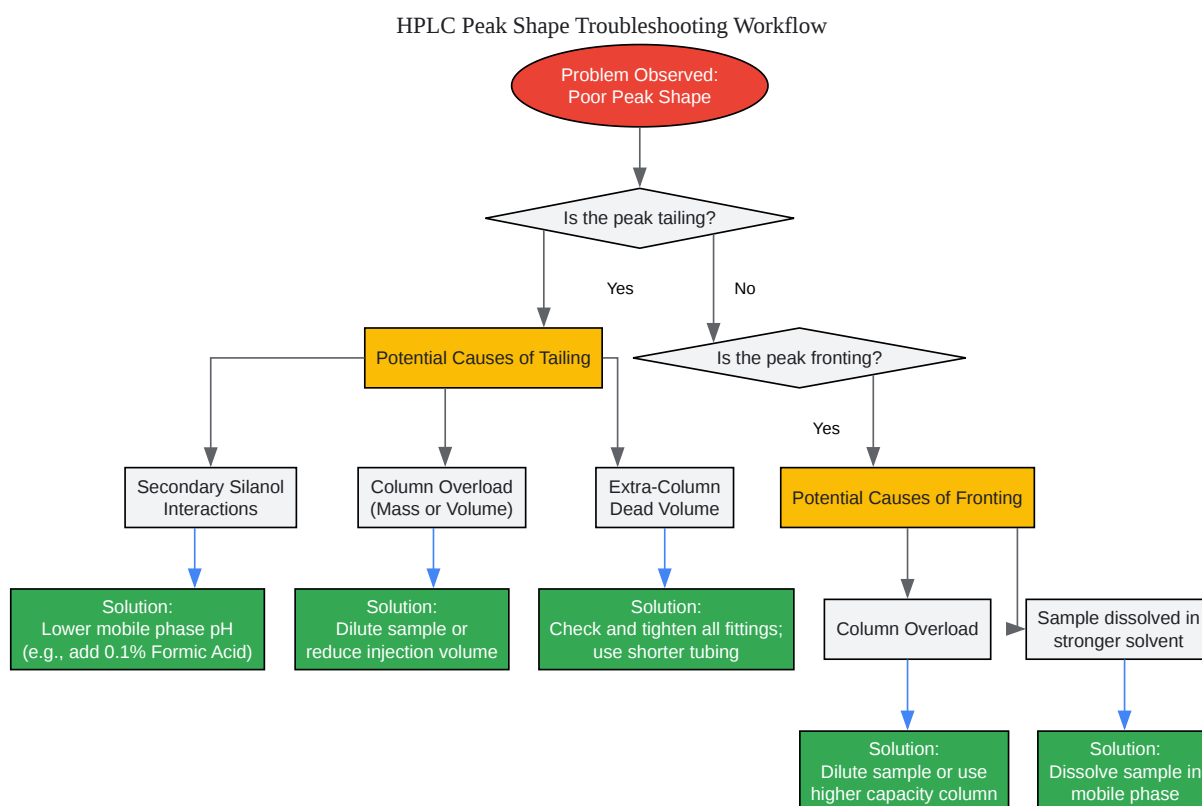 HPLC Peak Shape Troubleshooting Workflow
Problem Observed:
Poor Peak Shape
Is the peak tailing?
Yes
No
Potential Causes of Tailing
Is the peak fronting?
Yes
Secondary Silanol
Interactions
Column Overload
(Mass or Volume)
Extra-Column
Dead Volume
Potential Causes of Fronting
Solution:
Lower mobile phase pH
(e.g., add 0.1% Formic Acid)
Solution:
Dilute sample or
reduce injection volume
Solution:
Check and tighten all fittings;
use shorter tubing
Column Overload
Sample dissolved in
stronger solvent
Solution:
Dilute sample or use
higher capacity column
Solution:
Dissolve sample in
mobile phase